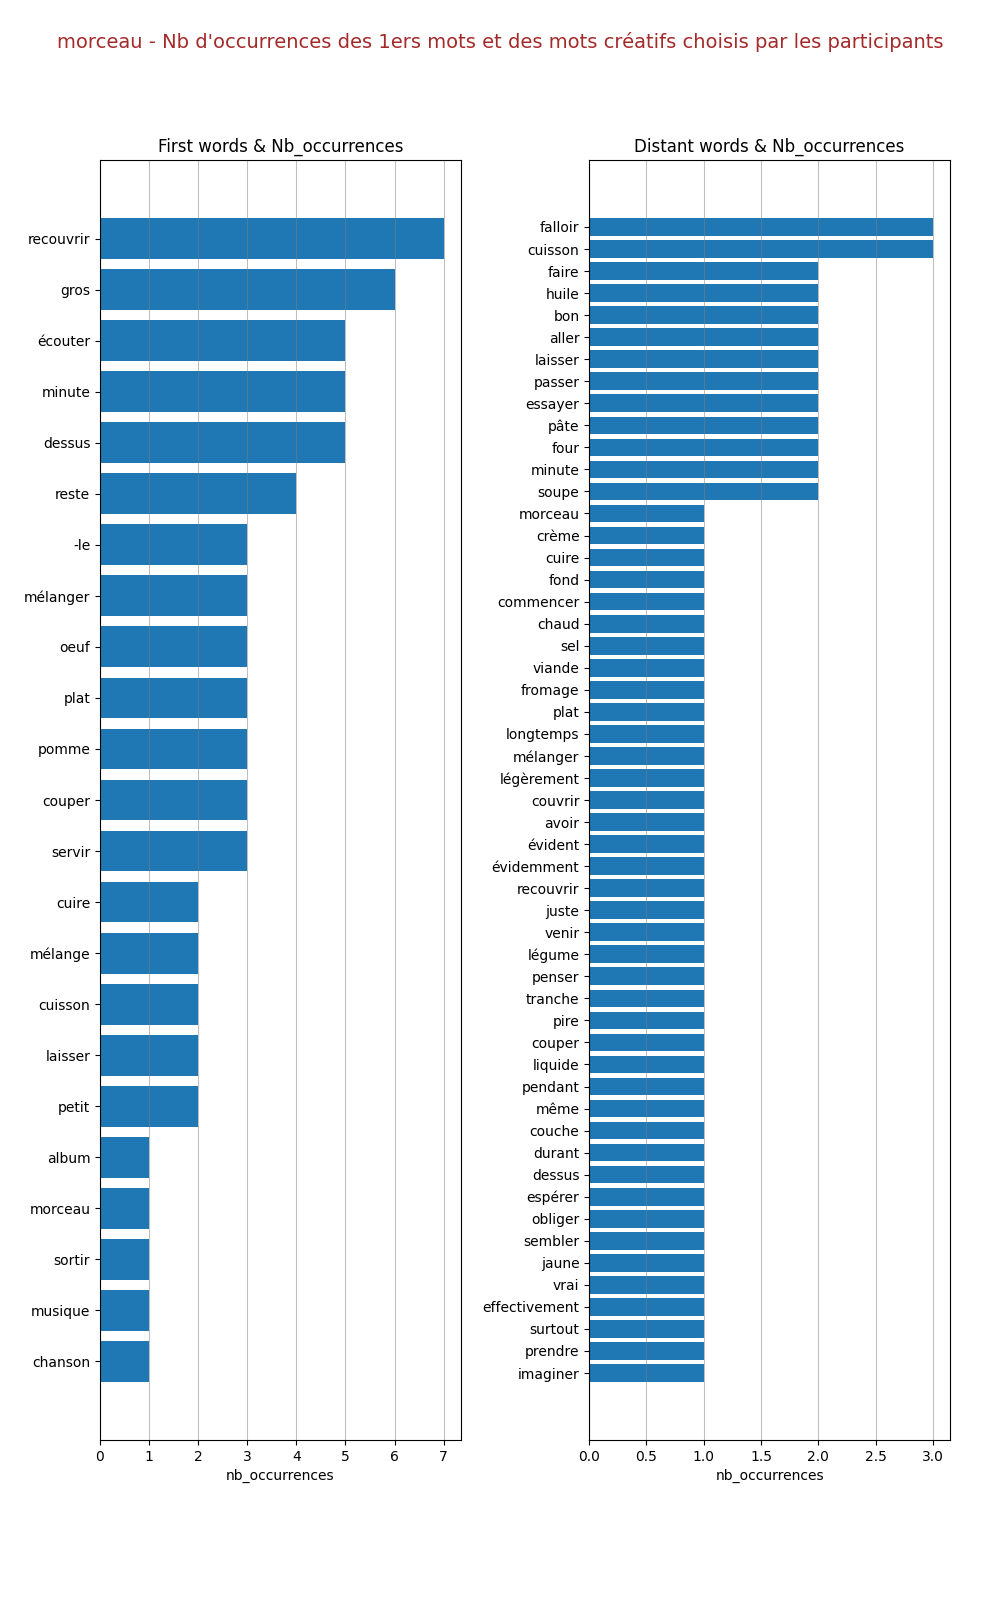 morceau - Nb d'occurrences des 1ers mots et des mots créatifs choisis par les participants
First words & Nb_occurrences
recouvrir
gros
écouter
minute
dessus
reste
-le
mélanger
oeuf
plat
pomme
couper
servir
cuire
mélange
cuisson
laisser
petit
album
morceau
sortir
musique
chanson
0 1 2 3 4 5 6 7
nb_occurrences
Distant words & Nb_occurrences
falloir
cuisson
faire
huile
bon
aller
laisser
passer
essayer
pâte
four
minute
soupe
morceau
crème
cuire
fond
commencer
chaud
sel
viande
fromage
plat
longtemps
mélanger
légèrement
couvrir
avoir
évident
évidemment
recouvrir
juste
venir
légume
penser
tranche
pire
couper
liquide
pendant
même
couche
durant
dessus
espérer
obliger
sembler
jaune
vrai
effectivement
surtout
prendre
imaginer
0.0 0.5 1.0 1.5 2.0 2.5 3.0
nb_occurrences